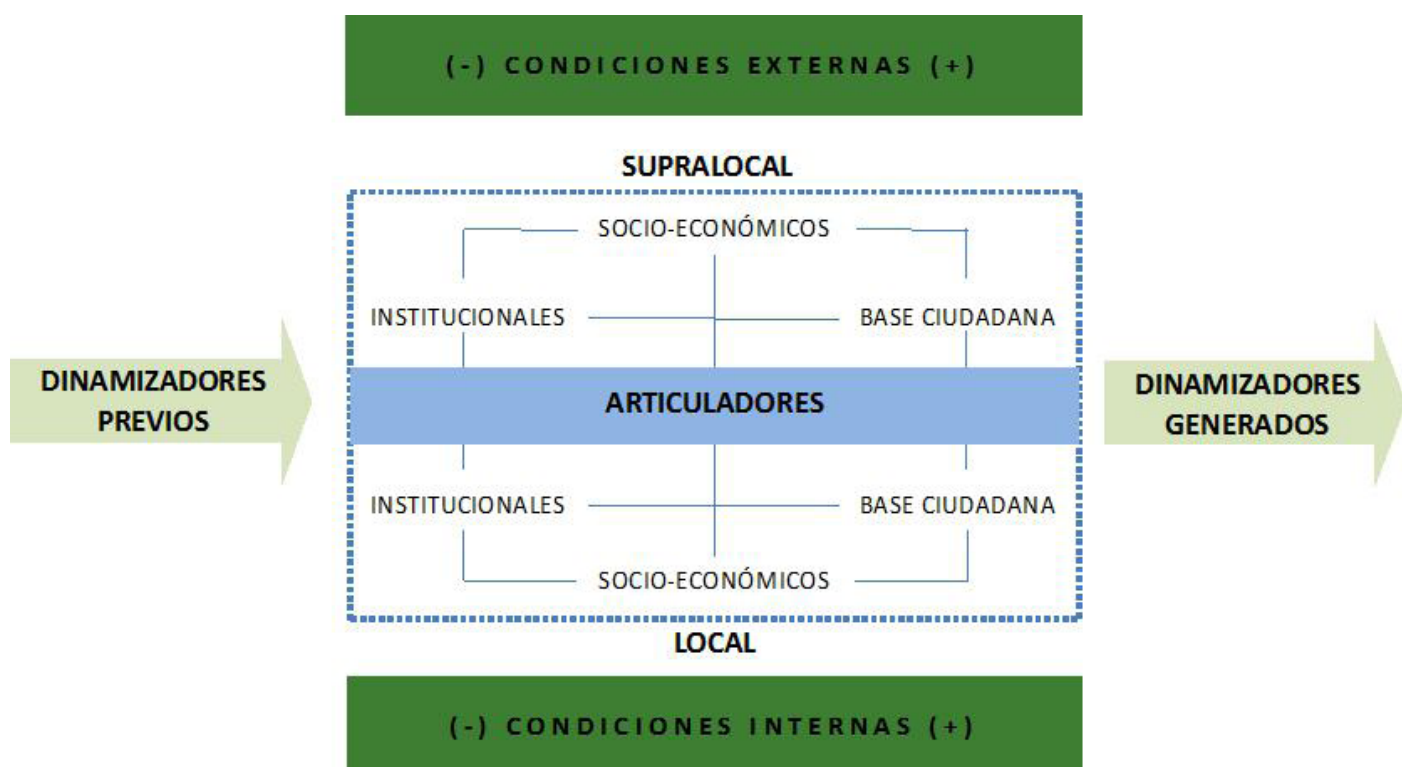 (-) CONDICIONES EXTERNAS (+)
SUPRALOCAL
SOCIO-ECONÓMICOS
INSTITUCIONALES
BASE CIUDADANA
DINAMIZADORES
PREVIOS
ARTICULADORES
DINAMIZADORES
GENERADOS
INSTITUCIONALES
BASE CIUDADANA
SOCIO-ECONÓMICOS
LOCAL
(-) CONDICIONES INTERNAS (+)